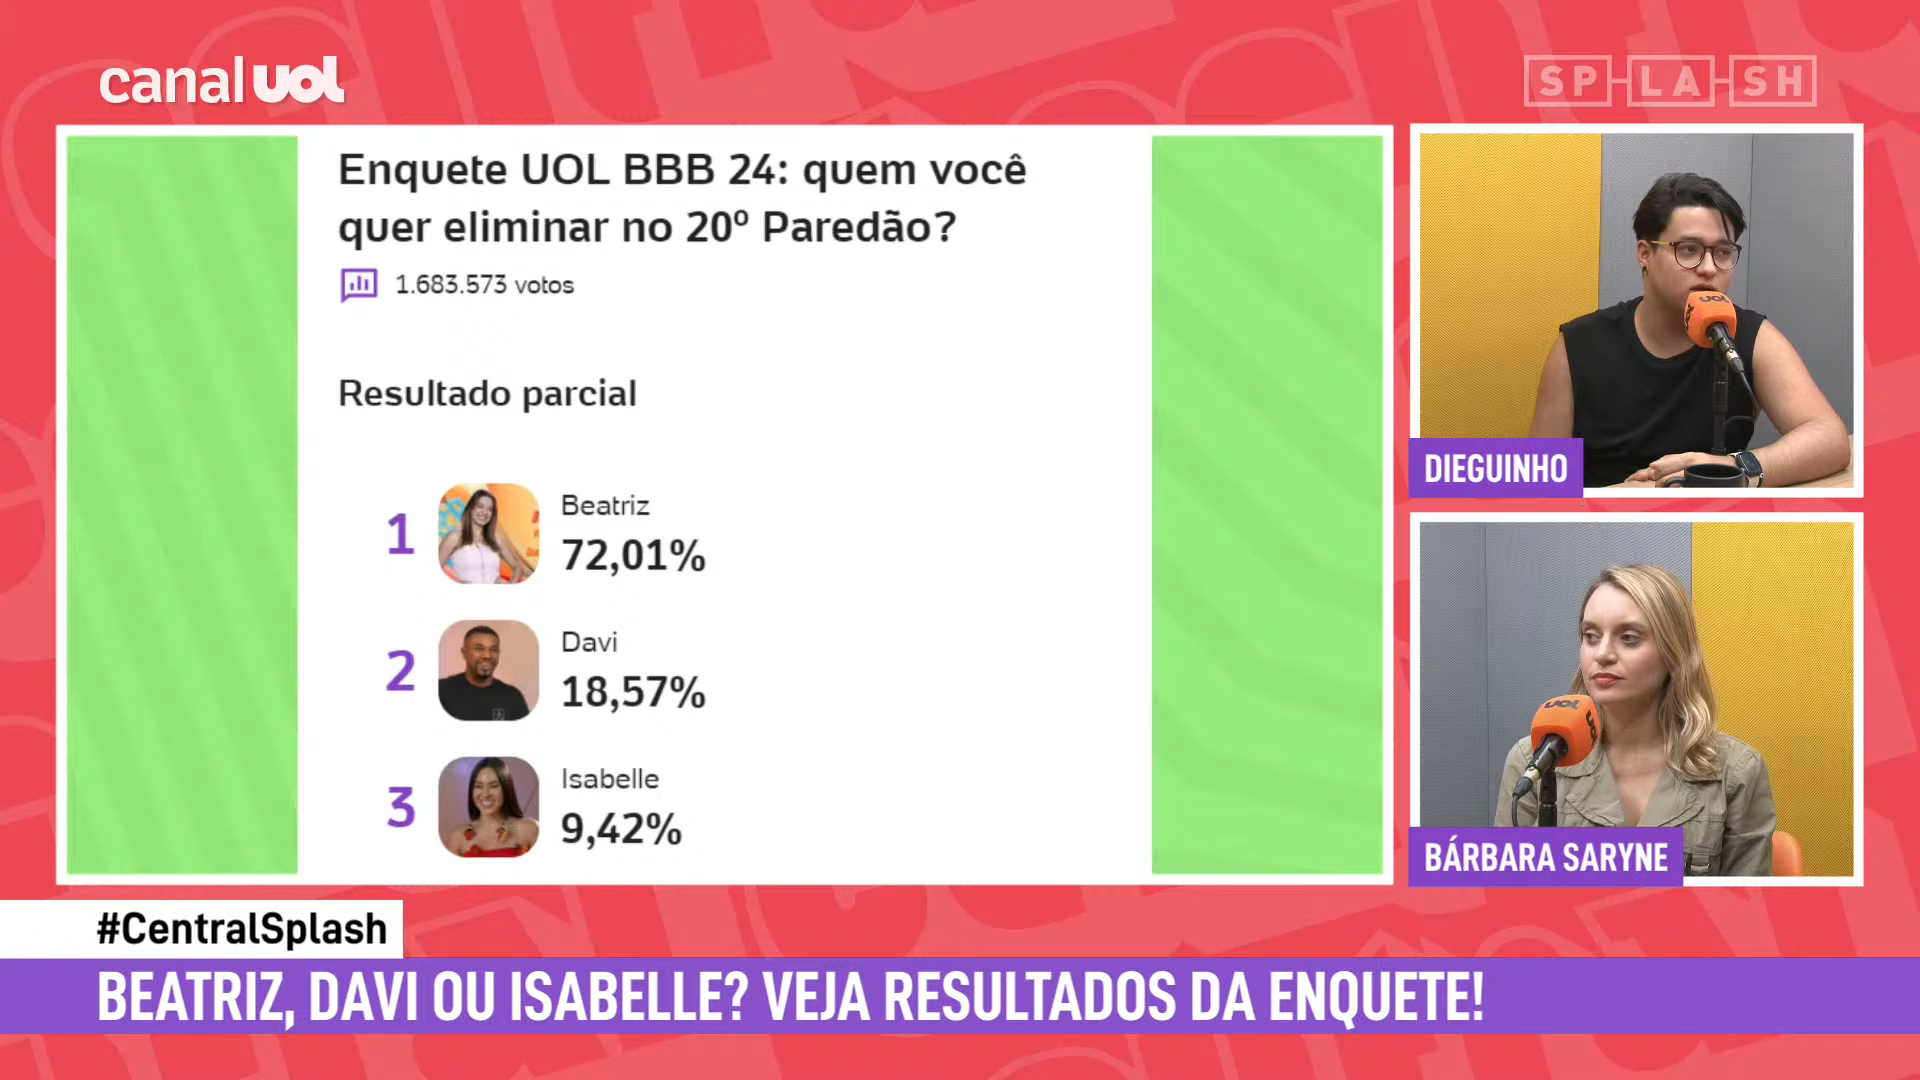 canal uol
SPLASH
Enquete UOL BBB 24: quem você
quer eliminar no 20º Paredão?
1.683.573 votos
Resultado parcial
1
Beatriz
72,01%
2
Davi
18,57%
3
Isabelle
9,42%
uol
DIEGUINHO
uol
BÁRBARA SARYNE
#CentralSplash
BEATRIZ, DAVI OU ISABELLE? VEJA RESULTADOS DA ENQUETE!